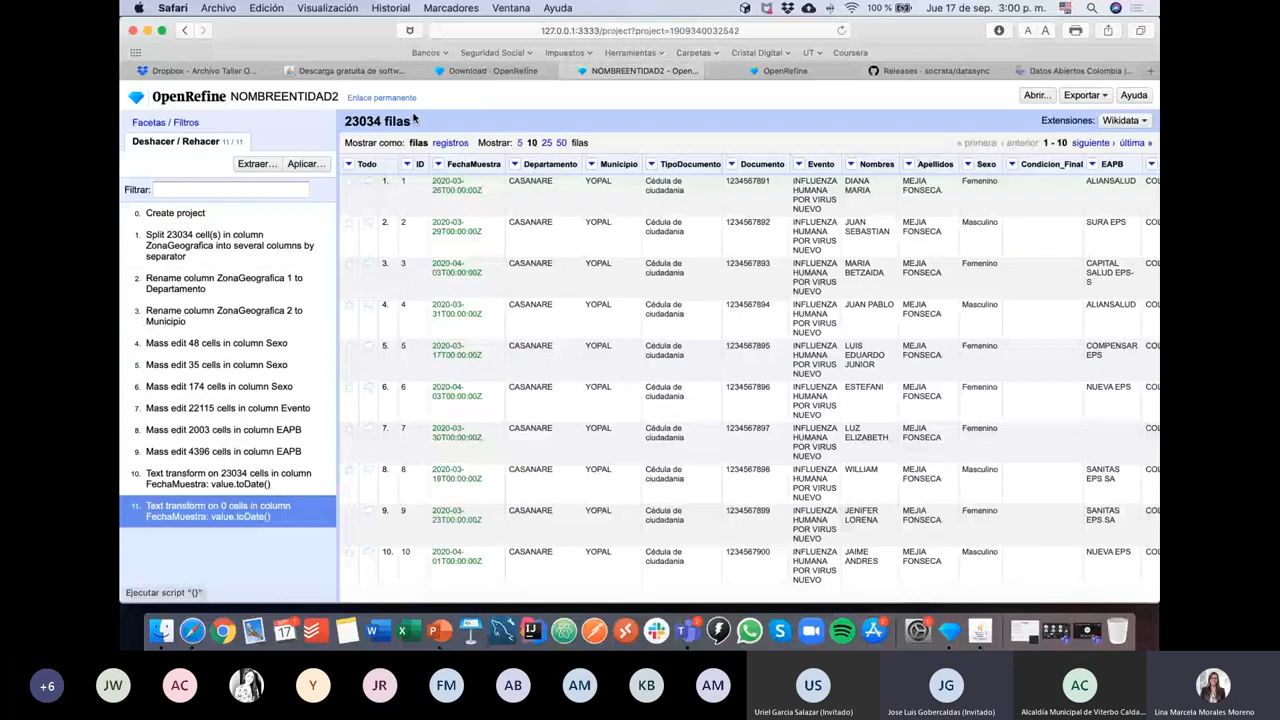 Safari Archivo Edición Visualización Historial Marcadores Ventana Ayuda 100 % Jue 17 de sep. 3:00 p. m.
127.0.0.1:3333/project?project=1909340032542
Bancos Seguridad Social Impuestos Herramientas Carpetas Cristal Digital UT Coursera
Dropbox - Archivo Taller O... Descarga gratuita de softw... Download · OpenRefine NOMBREENTIDAD2 - Open... OpenRefine Releases · socrata/datasync Datos Abiertos Colombia |...
OpenRefine NOMBREENTIDAD2 Enlace permanente Abrir... Exportar Ayuda
Facetas / Filtros
Deshacer / Rehacer 11 / 11
Extraer... Aplicar...
Filtrar:
0. Create project
1. Split 23034 cell(s) in column
ZonaGeografica into several columns by
separator
2. Rename column ZonaGeografica 1 to
Departamento
3. Rename column ZonaGeografica 2 to
Municipio
4. Mass edit 48 cells in column Sexo
5. Mass edit 35 cells in column Sexo
6. Mass edit 174 cells in column Sexo
7. Mass edit 22115 cells in column Evento
8. Mass edit 2003 cells in column EAPB
9. Mass edit 4396 cells in column EAPB
10. Text transform on 23034 cells in column
FechaMuestra: value.toDate()
11. Text transform on 0 cells in column
FechaMuestra: value.toDate()
Ejecutar script "{}"
23034 filas
Extensiones: Wikidata
Mostrar como: filas registros Mostrar: 5 10 25 50 filas « primera ‹ anterior 1 - 10 siguiente › última »
Todo ID FechaMuestra Departamento Municipio TipoDocumento Documento Evento Nombres Apellidos Sexo Condicion_Final EAPB
1. 1 2020-03- CASANARE YOPAL Cédula de 1234567891 INFLUENZA DIANA MEJIA Femenino ALIANSALUD COL
26T00:00:00Z ciudadania HUMANA MARIA FONSECA
POR VIRUS
NUEVO
2. 2 2020-03- CASANARE YOPAL Cédula de 1234567892 INFLUENZA JUAN MEJIA Masculino SURA EPS COL
29T00:00:00Z ciudadania HUMANA SEBASTIAN FONSECA
POR VIRUS
NUEVO
3. 3 2020-04- CASANARE YOPAL Cédula de 1234567893 INFLUENZA MARIA MEJIA Femenino CAPITAL COL
03T00:00:00Z ciudadania HUMANA BETZAIDA FONSECA SALUD EPS-
POR VIRUS S
NUEVO
4. 4 2020-03- CASANARE YOPAL Cédula de 1234567894 INFLUENZA JUAN PABLO MEJIA Masculino ALIANSALUD COL
31T00:00:00Z ciudadania HUMANA FONSECA
POR VIRUS
NUEVO
5. 5 2020-03- CASANARE YOPAL Cédula de 1234567895 INFLUENZA LUIS MEJIA Femenino COMPENSAR COL
17T00:00:00Z ciudadania HUMANA EDUARDO FONSECA EPS
POR VIRUS JUNIOR
NUEVO
6. 6 2020-04- CASANARE YOPAL Cédula de 1234567896 INFLUENZA ESTEFANI MEJIA Femenino NUEVA EPS COL
03T00:00:00Z ciudadania HUMANA FONSECA
POR VIRUS
NUEVO
7. 7 2020-03- CASANARE YOPAL Cédula de 1234567897 INFLUENZA LUZ MEJIA Femenino COL
30T00:00:00Z ciudadania HUMANA ELIZABETH FONSECA
POR VIRUS
NUEVO
8. 8 2020-03- CASANARE YOPAL Cédula de 1234567898 INFLUENZA WILLIAM MEJIA Masculino SANITAS COL
19T00:00:00Z ciudadania HUMANA FONSECA EPS SA
POR VIRUS
NUEVO
9. 9 2020-03- CASANARE YOPAL Cédula de 1234567899 INFLUENZA JENIFER MEJIA Femenino SANITAS COL
23T00:00:00Z ciudadania HUMANA LORENA FONSECA EPS SA
POR VIRUS
NUEVO
10. 10 2020-04- CASANARE YOPAL Cédula de 1234567900 INFLUENZA JAIME MEJIA Masculino NUEVA EPS COL
01T00:00:00Z ciudadania HUMANA ANDRES FONSECA
POR VIRUS
NUEVO
+6 JW AC Y JR FM AB AM KB AM US JG AC
Uriel Garcia Salazar (Invitado) Jose Luis Gobercaldas (Invitado) Alcaldía Municipal de Viterbo Calda... Lina Marcela Morales Moreno